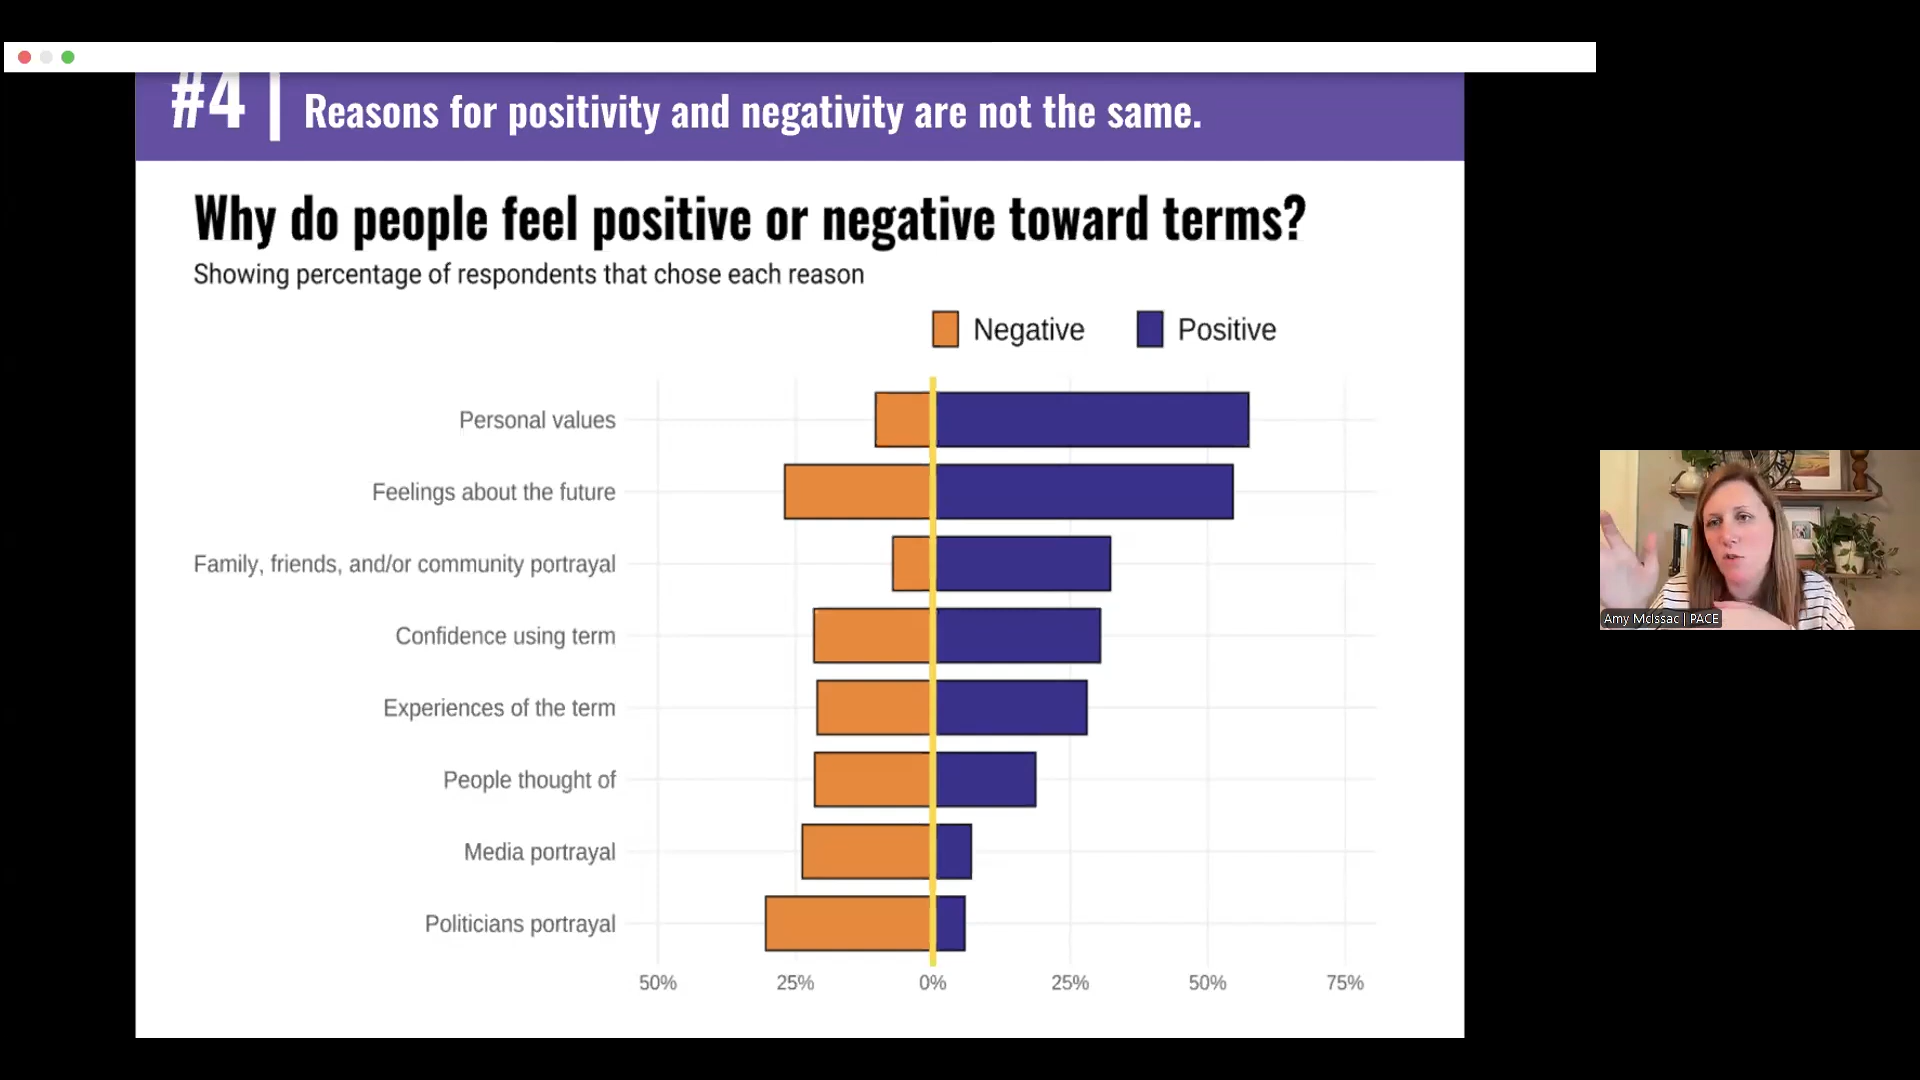 #4 | Reasons for positivity and negativity are not the same.
Why do people feel positive or negative toward terms?
Showing percentage of respondents that chose each reason
Negative
Positive
Personal values
Feelings about the future
Family, friends, and/or community portrayal
Confidence using term
Experiences of the term
People thought of
Media portrayal
Politicians portrayal
50%
25%
0%
25%
50%
75%
Amy McIssac | PACE